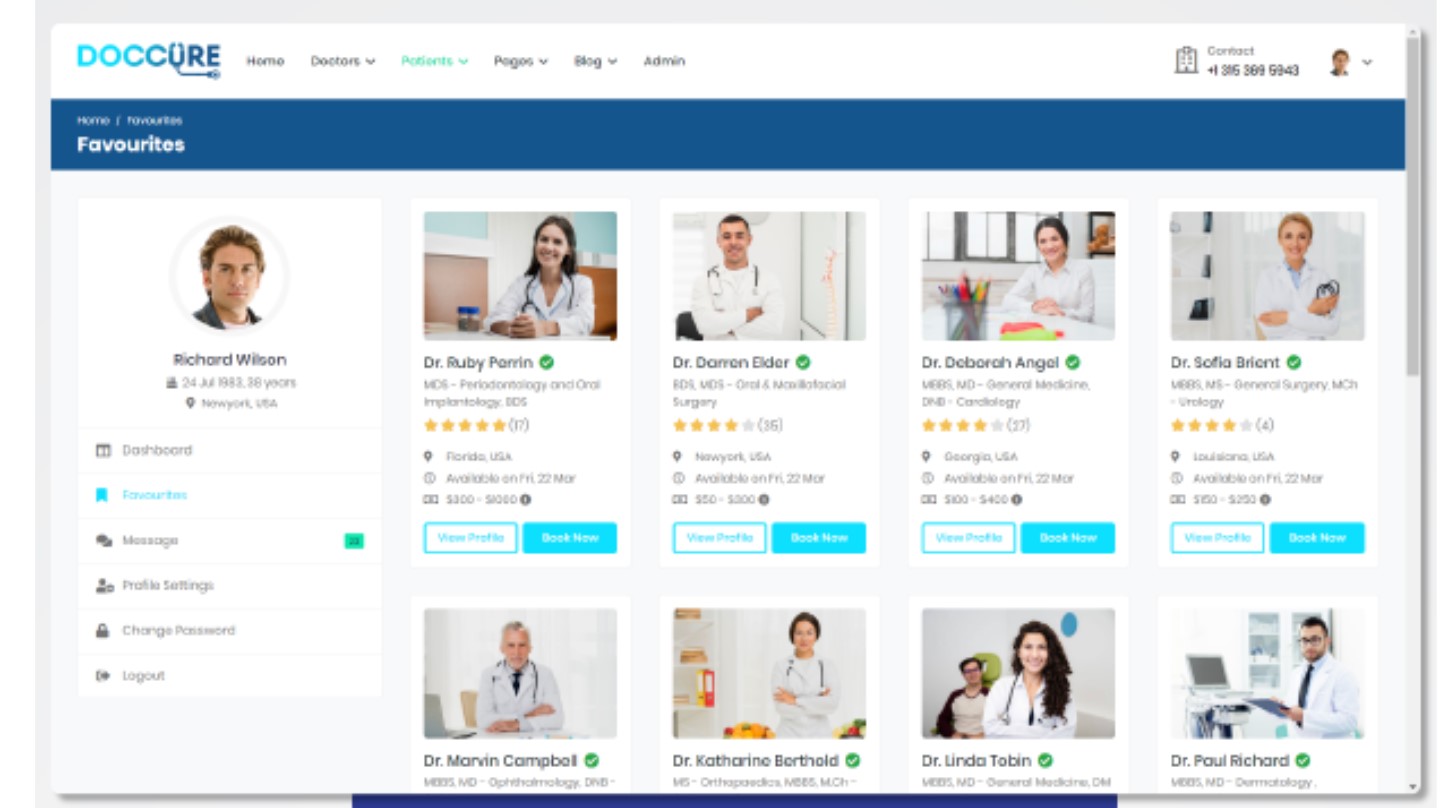 DOCCURE
Home Doctors Patients Pages Blog Admin
Contact
+1 315 369 5943
Home / Favourites
Favourites
Richard Wilson
24 Jul 1983, 38 years
Newyork, USA
Dashboard
Favourites
Message
Profile Settings
Change Password
Logout
Dr. Ruby Perrin
MDS - Periodontology and Oral
Implantology, BDS
(17)
Florida, USA
Available on Fri, 22 Mar
$300 - $1000
View Profile Book Now
Dr. Darren Elder
BDS, MDS - Oral & Maxillofacial
Surgery
(35)
Newyork, USA
Available on Fri, 22 Mar
$50 - $300
View Profile Book Now
Dr. Deborah Angel
MBBS, MD - General Medicine,
DNB - Cardiology
(27)
Georgia, USA
Available on Fri, 22 Mar
$100 - $400
View Profile Book Now
Dr. Sofia Brient
MBBS, MS - General Surgery, MCh
- Urology
(4)
Louisiana, USA
Available on Fri, 22 Mar
$150 - $250
View Profile Book Now
Dr. Marvin Campbell
MBBS, MD - Ophthalmology, DNB -
Dr. Katharine Berthold
MS - Orthopaedics, MBBS, M.Ch -
Dr. Linda Tobin
MBBS, MD - General Medicine, DM
Dr. Paul Richard
MBBS, MD - Dermatology ,